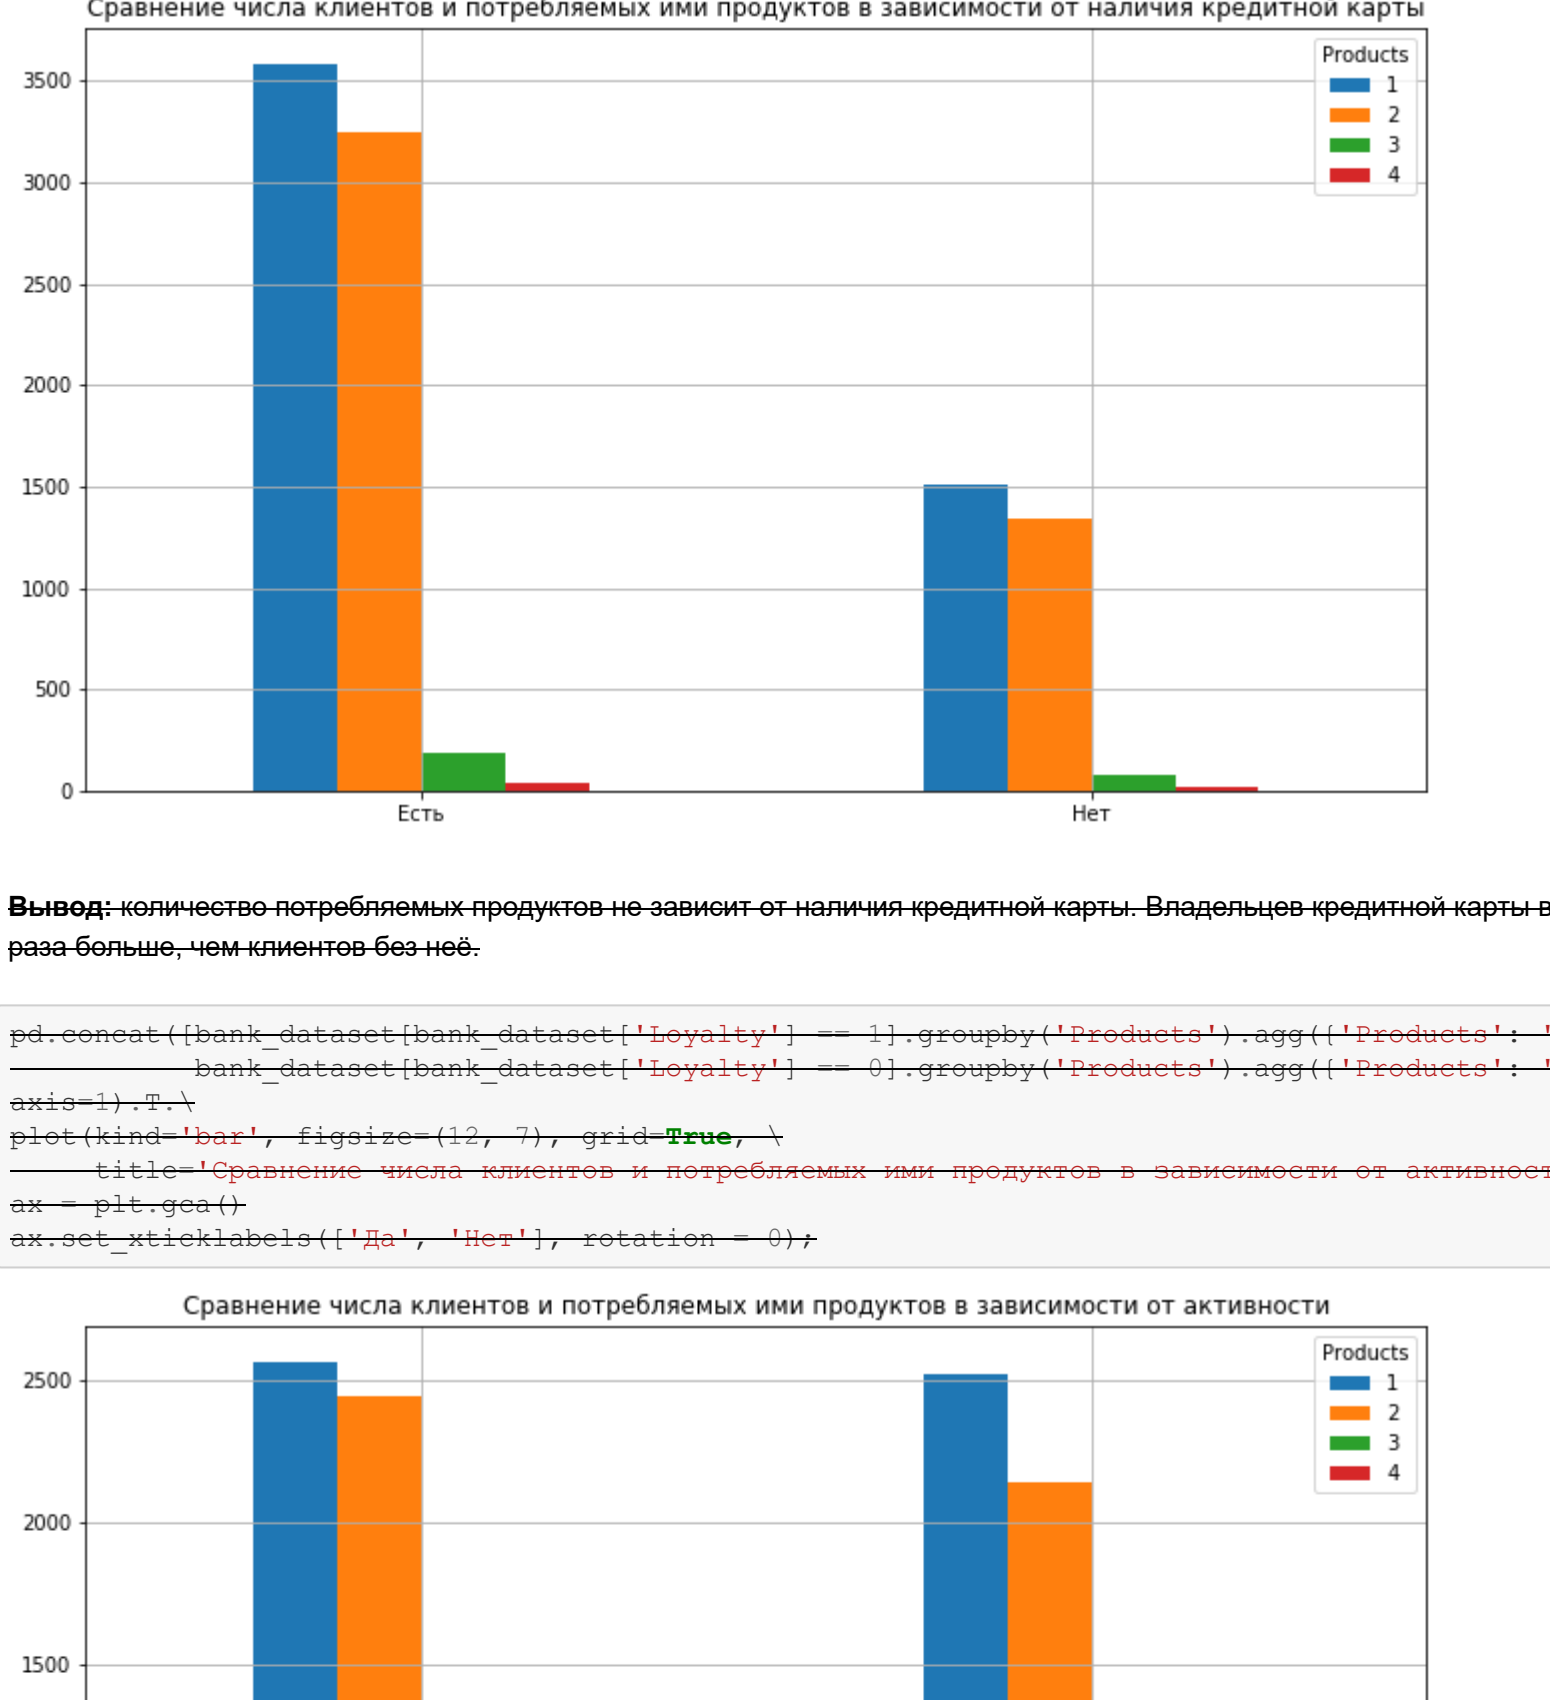 Сравнение числа клиентов и потребляемых ими продуктов в зависимости от наличия кредитной карты
Products
1
2
3
4
3500
3000
2500
2000
1500
1000
500
0
Есть
Нет
Вывод: количество потребляемых продуктов не зависит от наличия кредитной карты. Владельцев кредитной карты в
раза больше, чем клиентов без неё.
pd.concat([bank_dataset[bank_dataset['Loyalty'] == 1].groupby('Products').agg({'Products': '
bank_dataset[bank_dataset['Loyalty'] == 0].groupby('Products').agg({'Products': '
axis=1).T.\
plot(kind='bar', figsize=(12, 7), grid=True, \
title='Сравнение числа клиентов и потребляемых ими продуктов в зависимости от активност
ax = plt.gca()
ax.set_xticklabels(['Да', 'Нет'], rotation = 0);
Сравнение числа клиентов и потребляемых ими продуктов в зависимости от активности
Products
1
2
3
4
2500
2000
1500